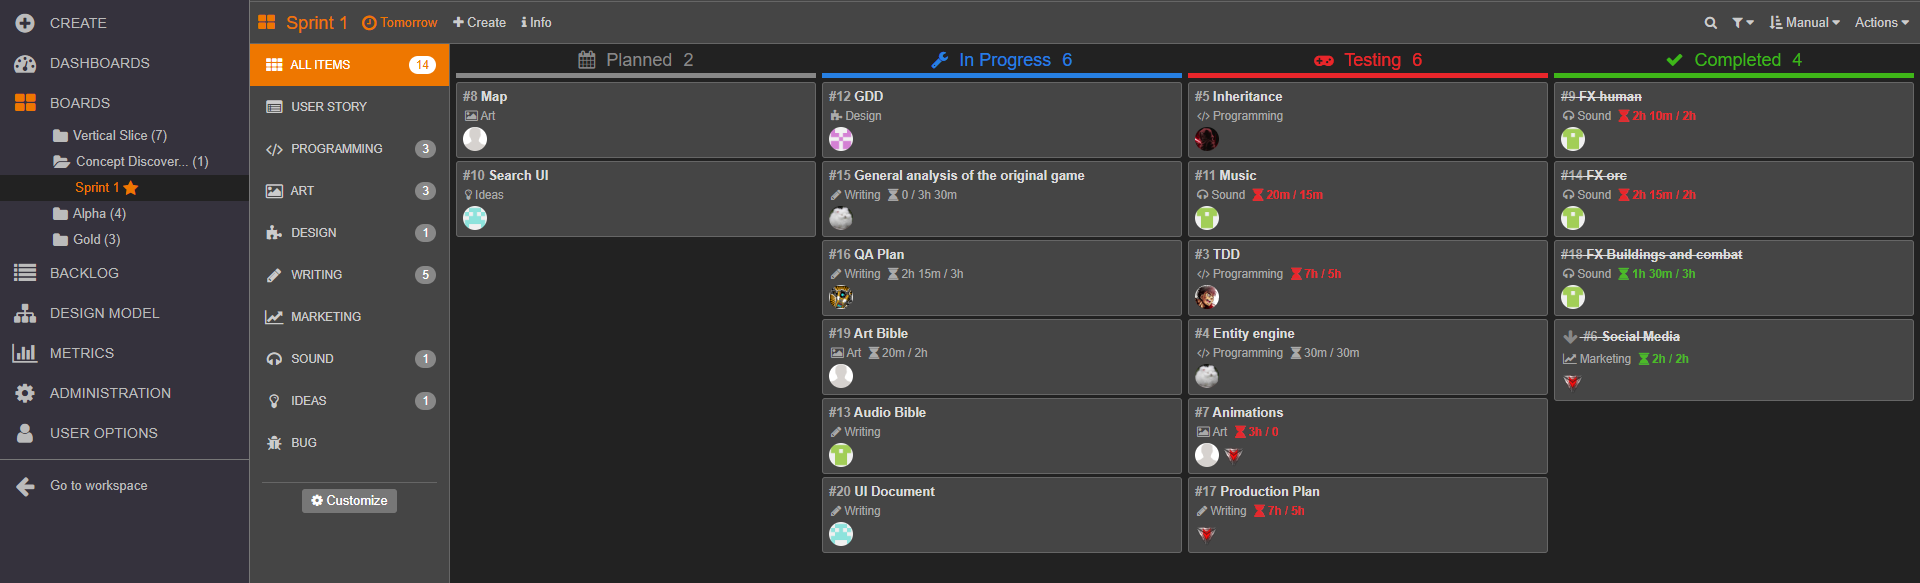 CREATE
DASHBOARDS
BOARDS
Vertical Slice (7)
Concept Discover... (1)
Sprint 1
Alpha (4)
Gold (3)
BACKLOG
DESIGN MODEL
METRICS
ADMINISTRATION
USER OPTIONS
Go to workspace
Sprint 1 Tomorrow Create Info
Manual Actions
ALL ITEMS 14
USER STORY
PROGRAMMING 3
ART 3
DESIGN 1
WRITING 5
MARKETING
SOUND 1
IDEAS 1
BUG
Customize
Planned 2
#8 Map
Art
#10 Search UI
Ideas
In Progress 6
#12 GDD
Design
#15 General analysis of the original game
Writing 0 / 3h 30m
#16 QA Plan
Writing 2h 15m / 3h
#19 Art Bible
Art 20m / 2h
#13 Audio Bible
Writing
#20 UI Document
Writing
Testing 6
#5 Inheritance
Programming
#11 Music
Sound 20m / 15m
#3 TDD
Programming 7h / 5h
#4 Entity engine
Programming 30m / 30m
#7 Animations
Art 3h / 0
#17 Production Plan
Writing 7h / 5h
Completed 4
#9 FX human
Sound 2h 10m / 2h
#14 FX orc
Sound 2h 15m / 2h
#18 FX Buildings and combat
Sound 1h 30m / 3h
#6 Social Media
Marketing 2h / 2h